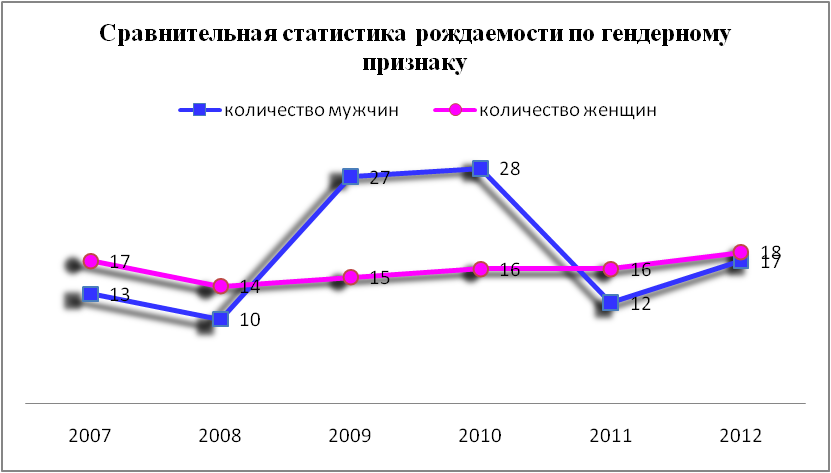 Сравнительная статистика рождаемости по гендерному
признаку
количество мужчин количество женщин
27 28
17 14 15 16 16 18
13 10 12 17
2007 2008 2009 2010 2011 2012